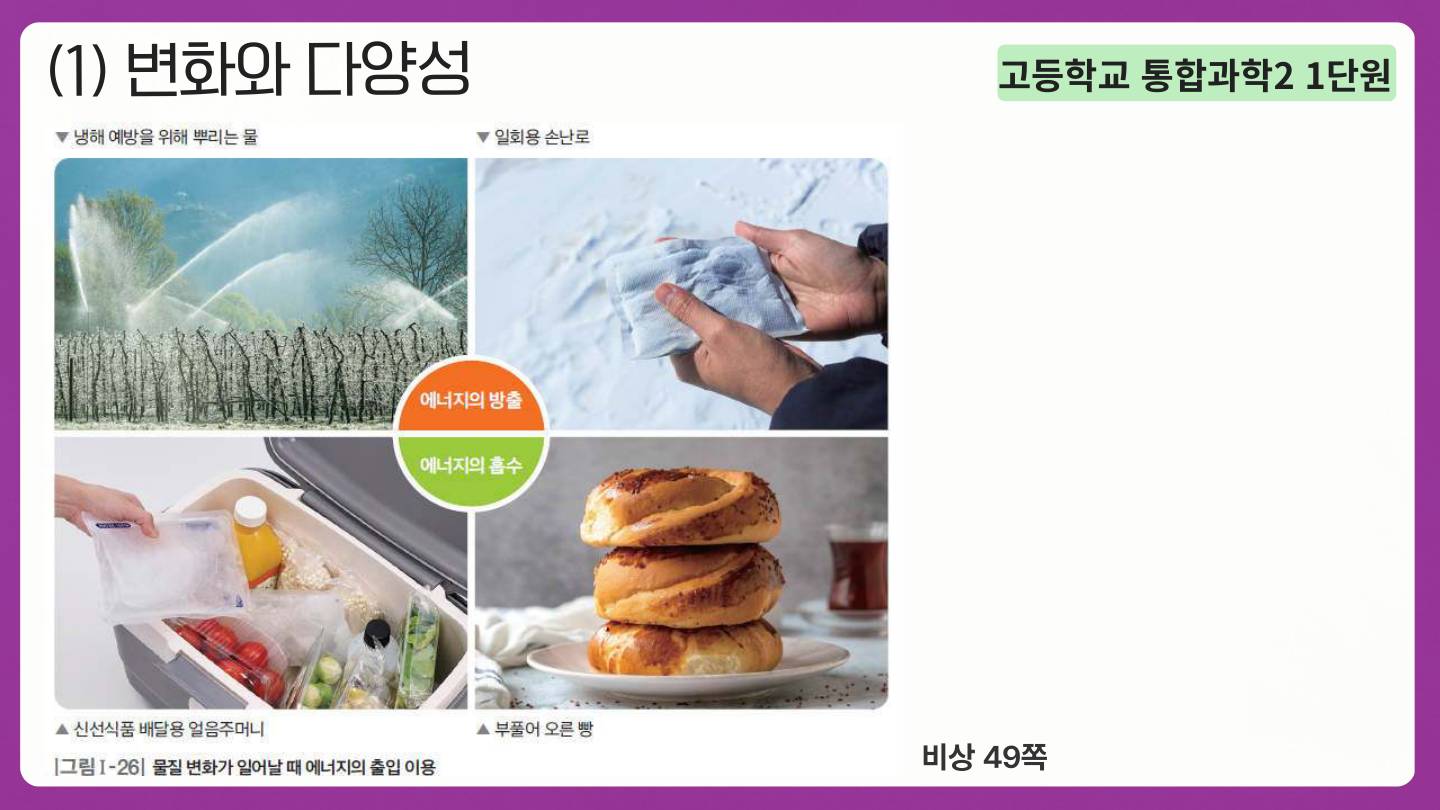 (1) 변화와 다양성
고등학교 통합과학2 1단원
▼ 냉해 예방을 위해 뿌리는 물
▼ 일회용 손난로
에너지의 방출
에너지의 흡수
▲ 신선식품 배달용 얼음주머니
▲ 부풀어 오른 빵
|그림 Ⅰ-26| 물질 변화가 일어날 때 에너지의 출입 이용
비상 49쪽